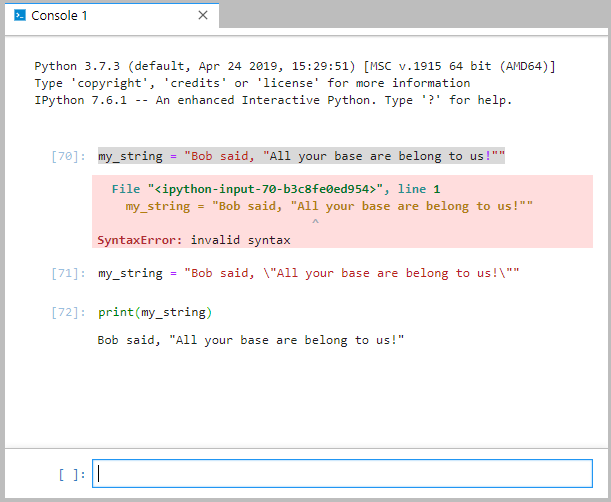 Console 1
Python 3.7.3 (default, Apr 24 2019, 15:29:51) [MSC v.1915 64 bit (AMD64)]
Type 'copyright', 'credits' or 'license' for more information
IPython 7.6.1 -- An enhanced Interactive Python. Type '?' for help.
[70]: my_string = "Bob said, "All your base are belong to us!""
File "<ipython-input-70-b3c8fe0ed954>", line 1
my_string = "Bob said, "All your base are belong to us!""
^
SyntaxError: invalid syntax
[71]: my_string = "Bob said, \"All your base are belong to us!\""
[72]: print(my_string)
Bob said, "All your base are belong to us!"
[ ]: